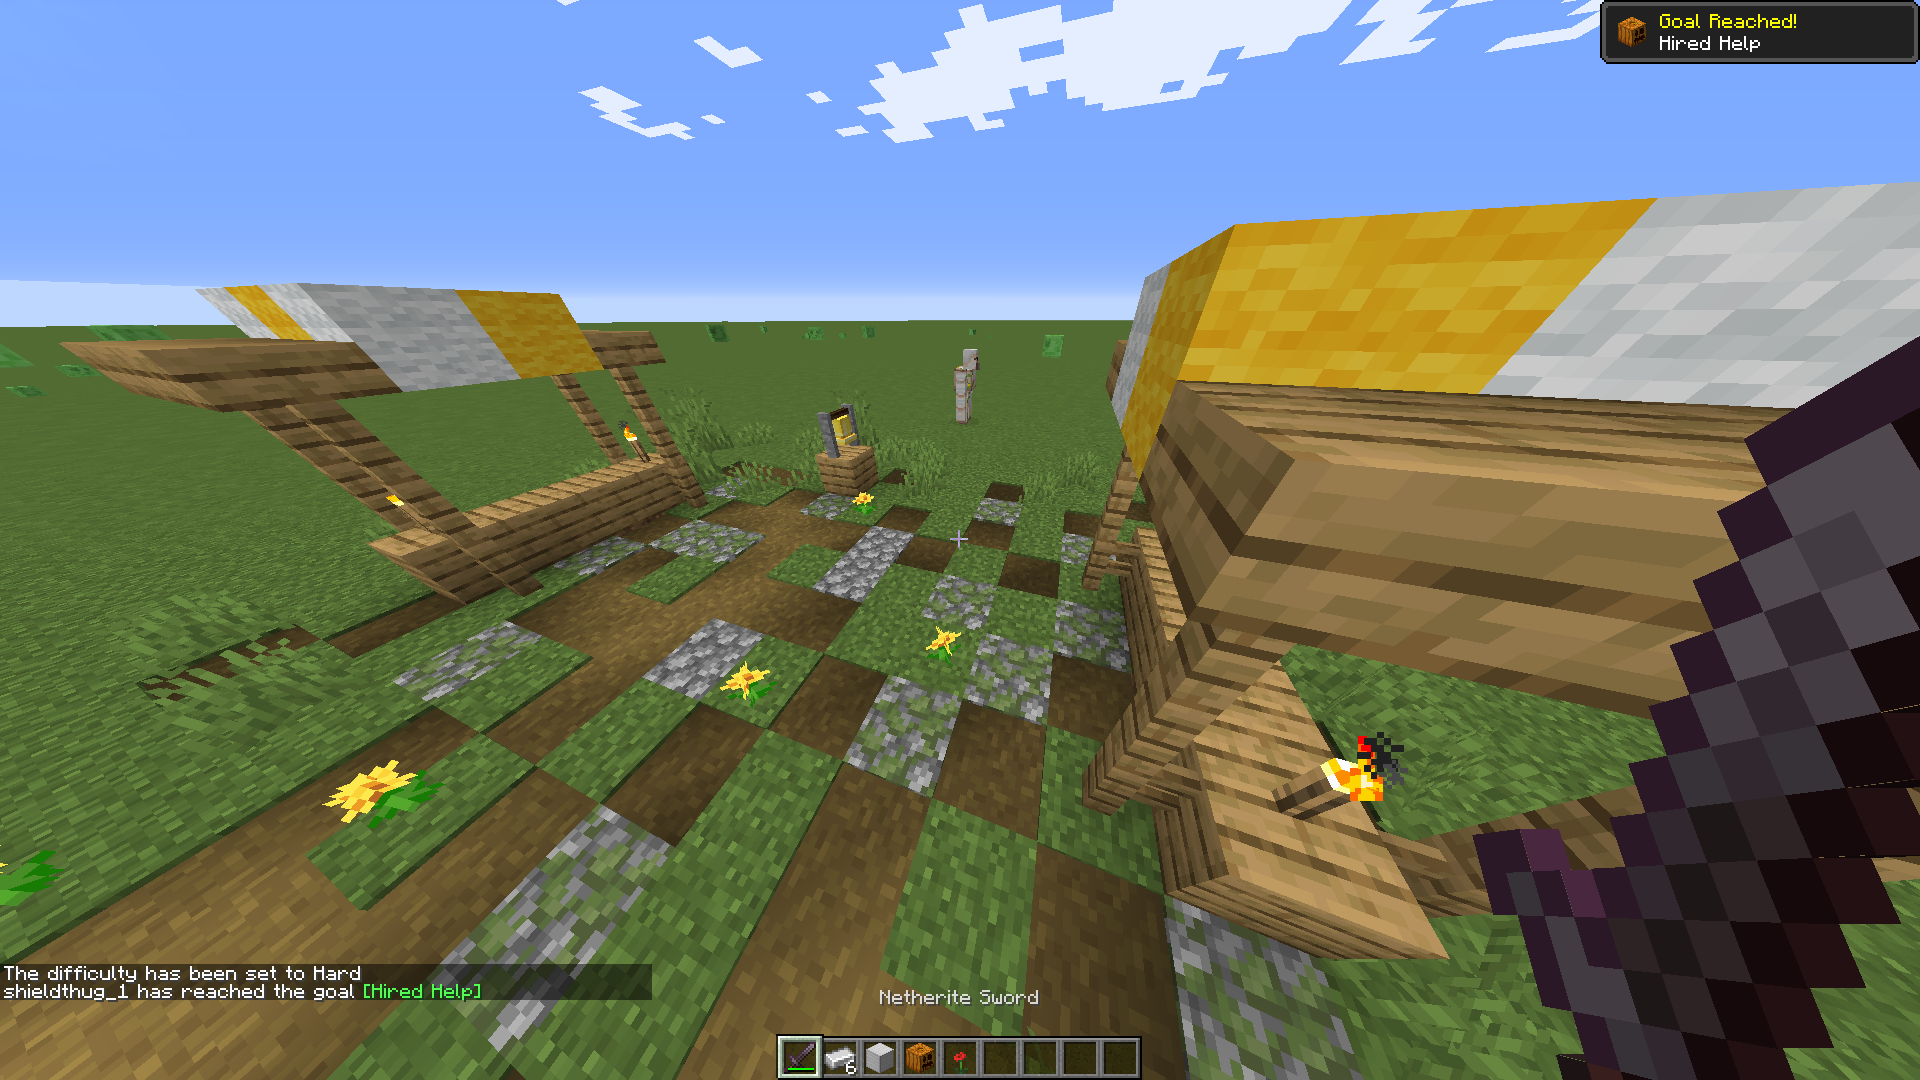 Goal Reached!
Hired Help
The difficulty has been set to Hard
shieldthug_1 has reached the goal [Hired Help]
Netherite Sword
6